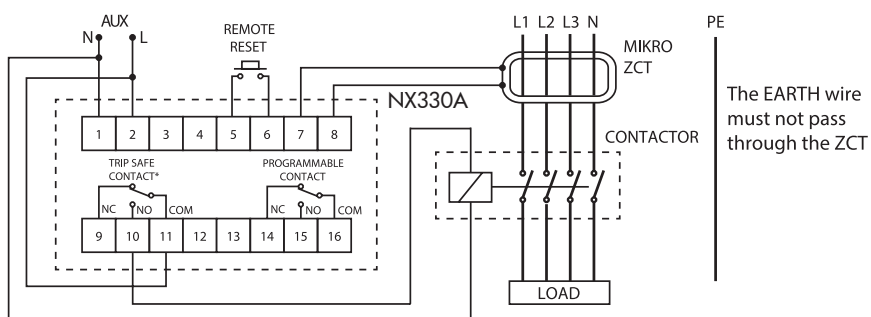 AUX
N L
REMOTE
RESET
L1 L2 L3 N
PE
MIKRO
ZCT
NX330A
The EARTH wire
must not pass
through the ZCT
1 2 3 4 5 6 7 8
CONTACTOR
TRIP SAFE
CONTACT*
PROGRAMMABLE
CONTACT
NC NO COM
NC NO COM
9 10 11 12 13 14 15 16
LOAD